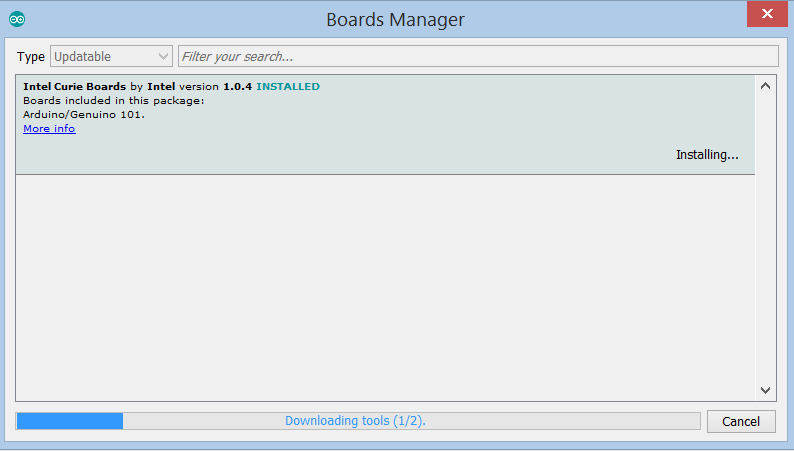 Boards Manager
Type Updatable Filter your search...
Intel Curie Boards by Intel version 1.0.4 INSTALLED
Boards included in this package:
Arduino/Genuino 101.
More info
Installing...
Downloading tools (1/2).
Cancel